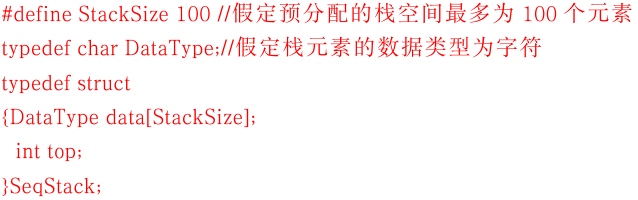 #define StackSize 100 //假定预分配的栈空间最多为 100 个元素
typedef char DataType;//假定栈元素的数据类型为字符
typedef struct
{DataType data[StackSize];
int top;
}SeqStack;